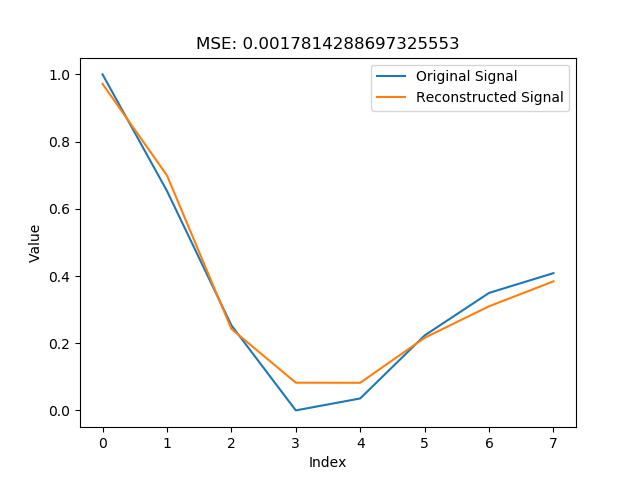 MSE: 0.0017814288697325553
Original Signal
Reconstructed Signal
1.0
0.8
0.6
0.4
0.2
0.0
Value
0 1 2 3 4 5 6 7
Index